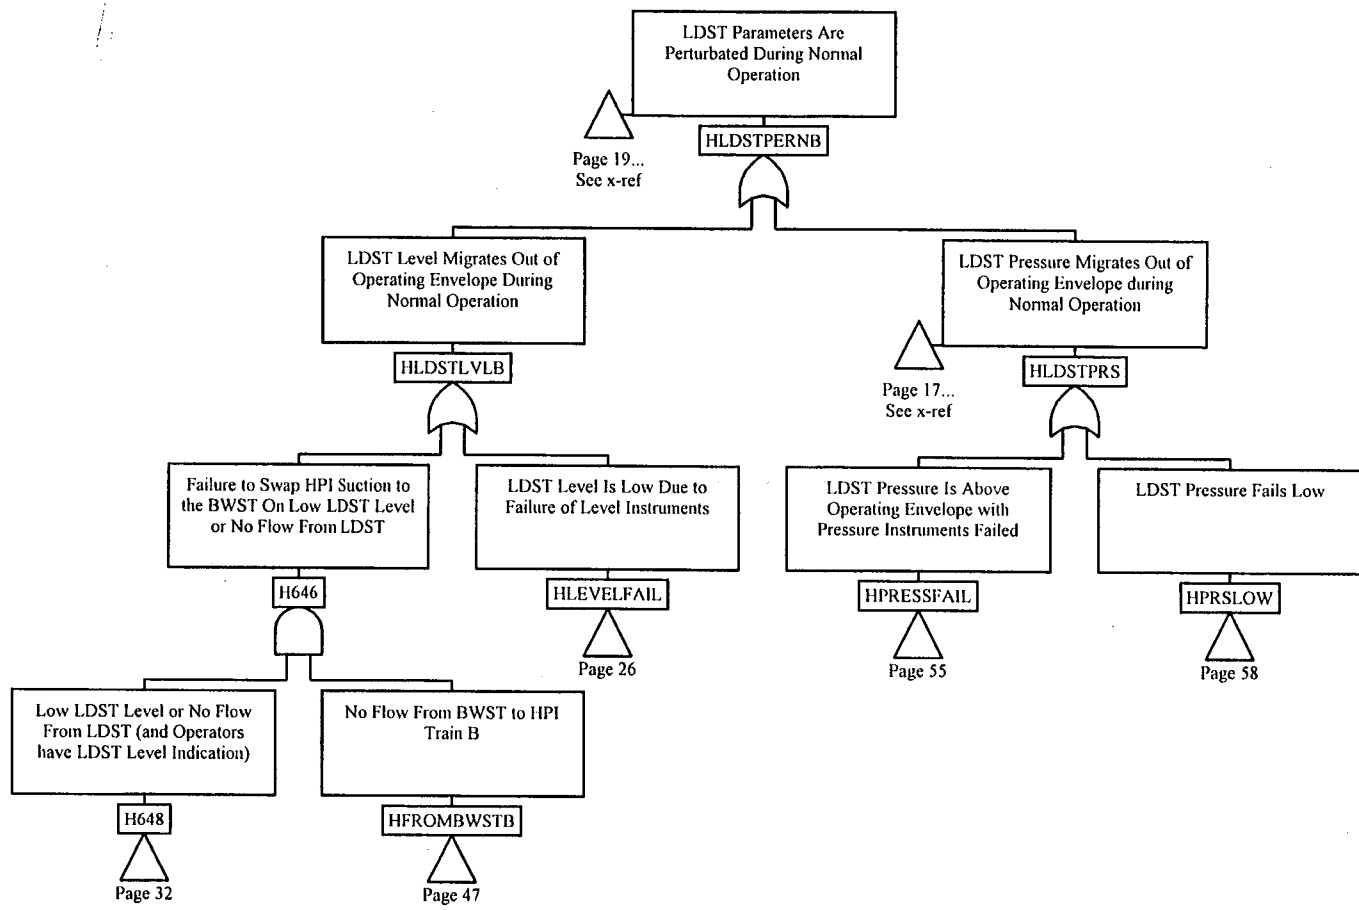 LDST Parameters Are
Perturbated During Normal
Operation
HLDSTPERNB
Page 19...
See x-ref
LDST Level Migrates Out of
Operating Envelope During
Normal Operation
HLDSTLVLB
LDST Pressure Migrates Out of
Operating Envelope during
Normal Operation
HLDSTPRS
Page 17...
See x-ref
Failure to Swap HPI Suction to
the BWST On Low LDST Level
or No Flow From LDST
H646
LDST Level Is Low Due to
Failure of Level Instruments
HLEVELFAIL
Page 26
LDST Pressure Is Above
Operating Envelope with
Pressure Instruments Failed
HPRESSFAIL
Page 55
LDST Pressure Fails Low
HPRSLOW
Page 58
Low LDST Level or No Flow
From LDST (and Operators
have LDST Level Indication)
H648
Page 32
No Flow From BWST to HPI
Train B
HFROMBWSTB
Page 47